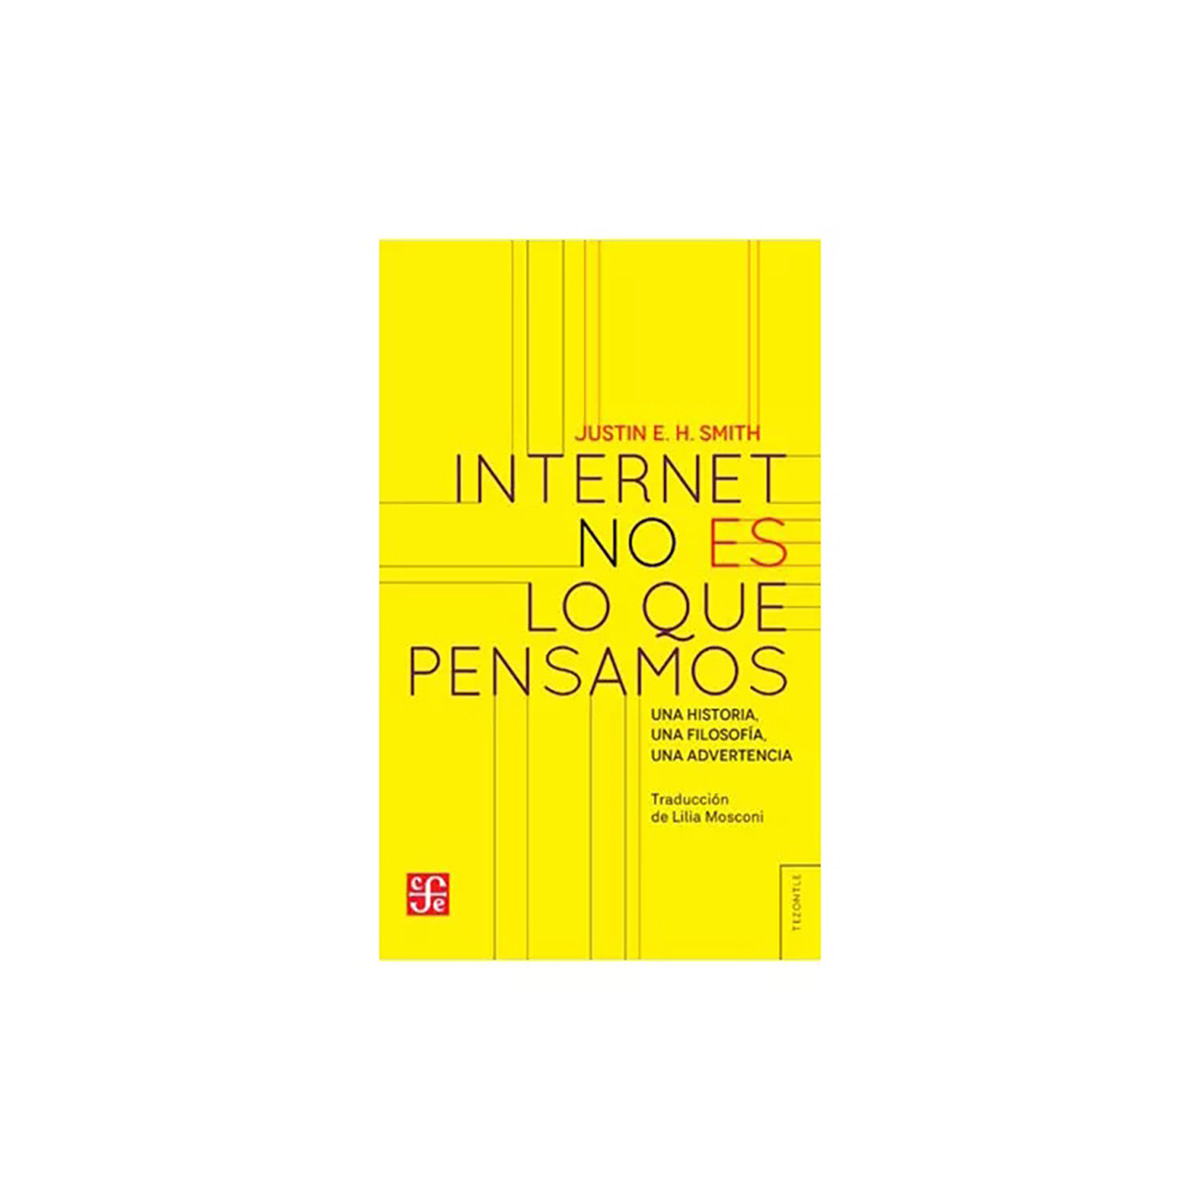 JUSTIN E. H. SMITH
INTERNET
NO ES
LO QUE
PENSAMOS
UNA HISTORIA,
UNA FILOSOFÍA,
UNA ADVERTENCIA
Traducción
de Lilia Mosconi
cfe
TEZONTLE